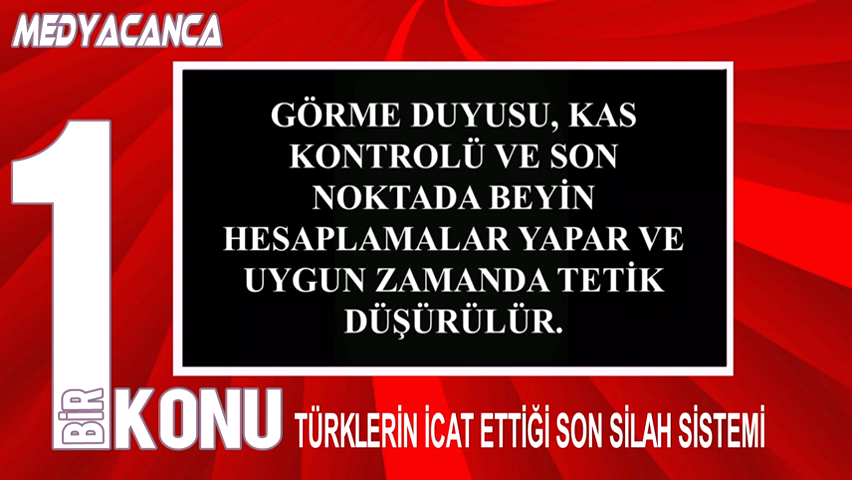 MEDYACANCA
GÖRME DUYUSU, KAS
KONTROLÜ VE SON
NOKTADA BEYİN
HESAPLAMALAR YAPAR VE
UYGUN ZAMANDA TETİK
DÜŞÜRÜLÜR.
1
BİR
KONU
TÜRKLERİN İCAT ETTİĞİ SON SİLAH SİSTEMİ